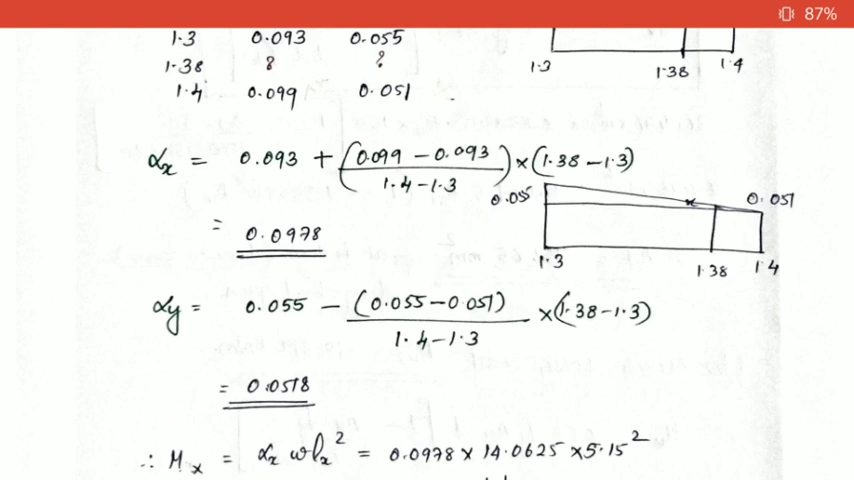 87%
1.3 0.093 0.055
1.38 ? ?
1.4 0.099 0.051
1.3 1.38 1.4
αx = 0.093 + (0.099 - 0.093 / 1.4 - 1.3) × (1.38 - 1.3)
= 0.0978
0.055 0.051
1.3 1.38 1.4
αy = 0.055 - (0.055 - 0.051) / 1.4 - 1.3 × (1.38 - 1.3)
= 0.0518
∴ Mx = αx ωlx² = 0.0978 × 14.0625 × 5.15²